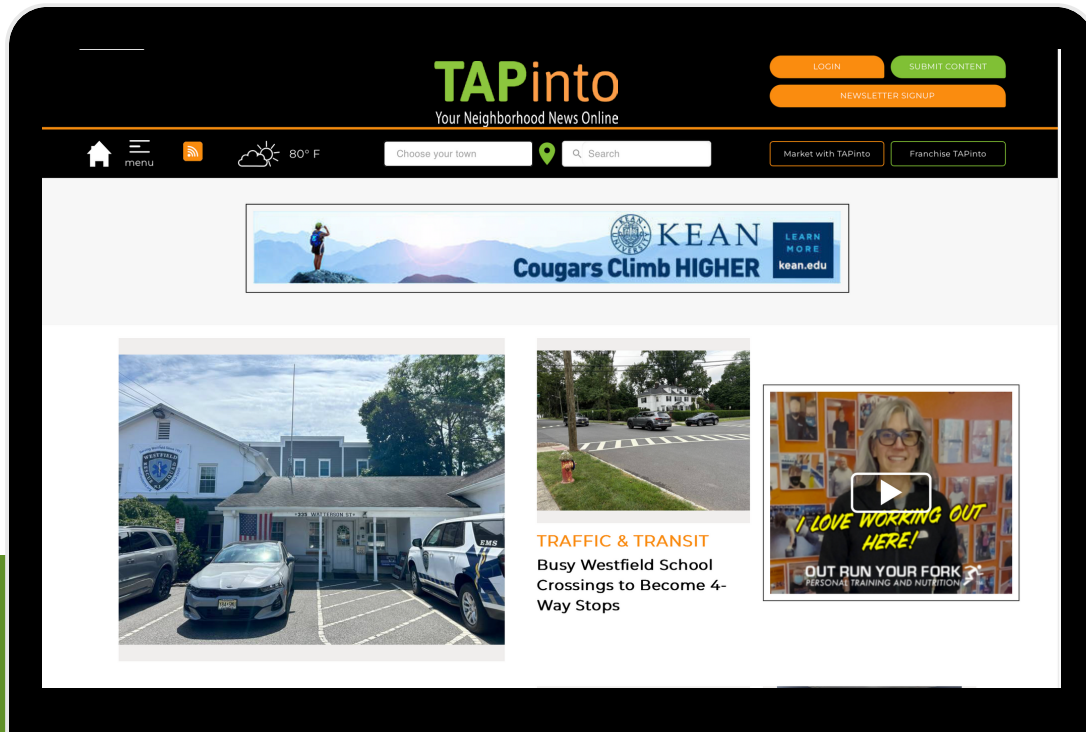 TAPinto
Your Neighborhood News Online
LOGIN
SUBMIT CONTENT
NEWSLETTER SIGNUP
menu
80° F
Choose your town
Search
Market with TAPinto
Franchise TAPinto
KEAN
Cougars Climb HIGHER
LEARN
MORE
kean.edu
WESTFIELD
335 WATTERSON ST
EMS
TRAFFIC & TRANSIT
Busy Westfield School
Crossings to Become 4-
Way Stops
I LOVE WORKING OUT
HERE!
OUT RUN YOUR FORK
PERSONAL TRAINING AND NUTRITION